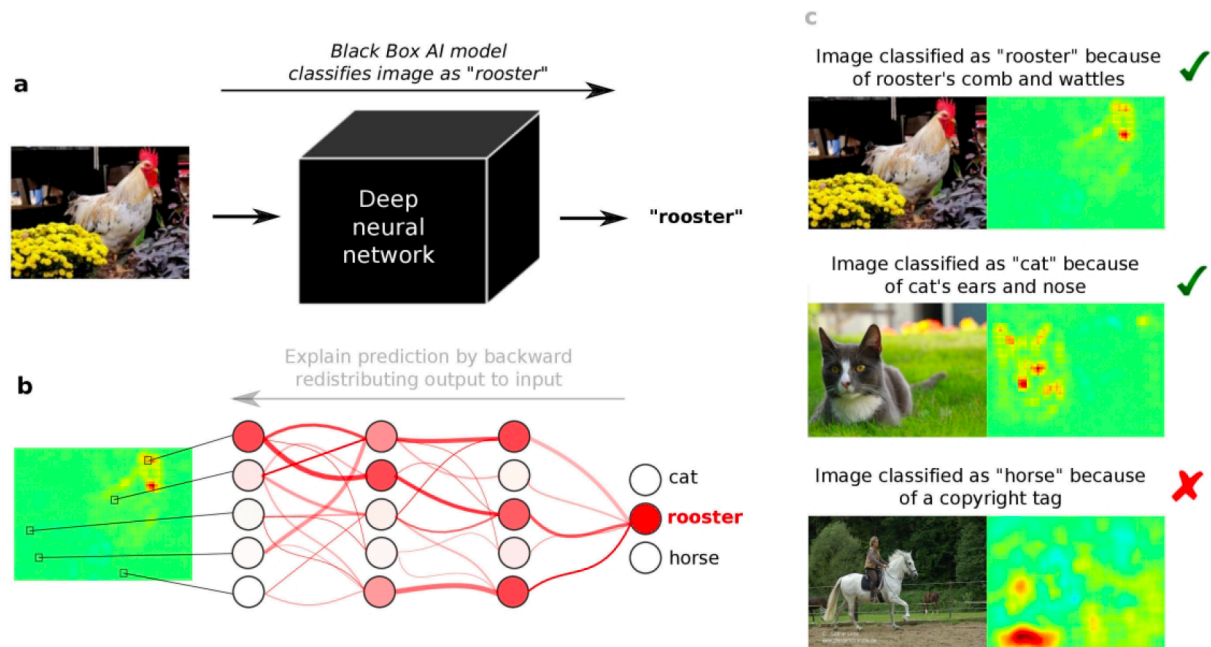 a
Black Box AI model
classifies image as "rooster"
Deep
neural
network
"rooster"
b
Explain prediction by backward
redistributing output to input
cat
rooster
horse
c
Image classified as "rooster" because
of rooster's comb and wattles
Image classified as "cat" because
of cat's ears and nose
Image classified as "horse" because
of a copyright tag